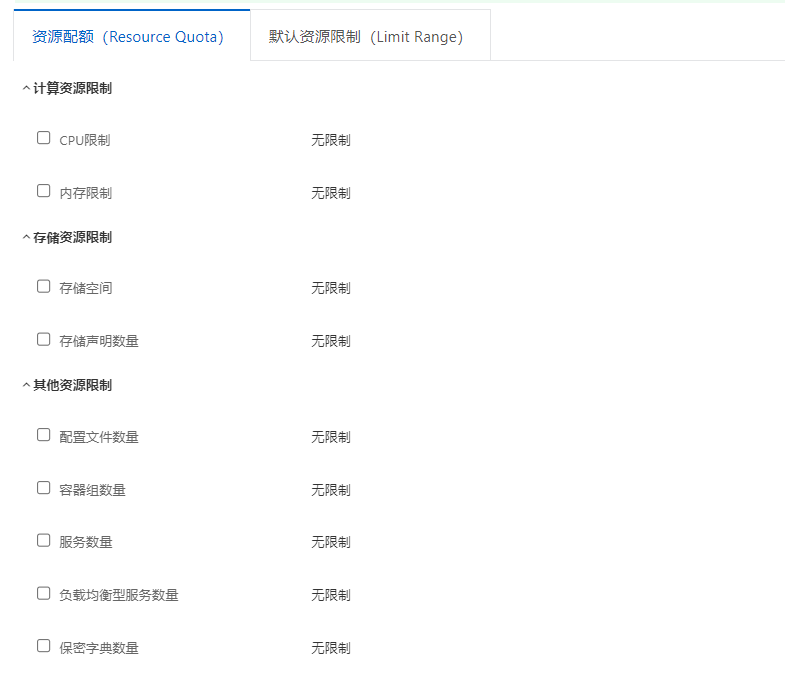 资源配额（Resource Quota） 默认资源限制（Limit Range）
计算资源限制
CPU限制 无限制
内存限制 无限制
存储资源限制
存储空间 无限制
存储声明数量 无限制
其他资源限制
配置文件数量 无限制
容器组数量 无限制
服务数量 无限制
负载均衡型服务数量 无限制
保密字典数量 无限制